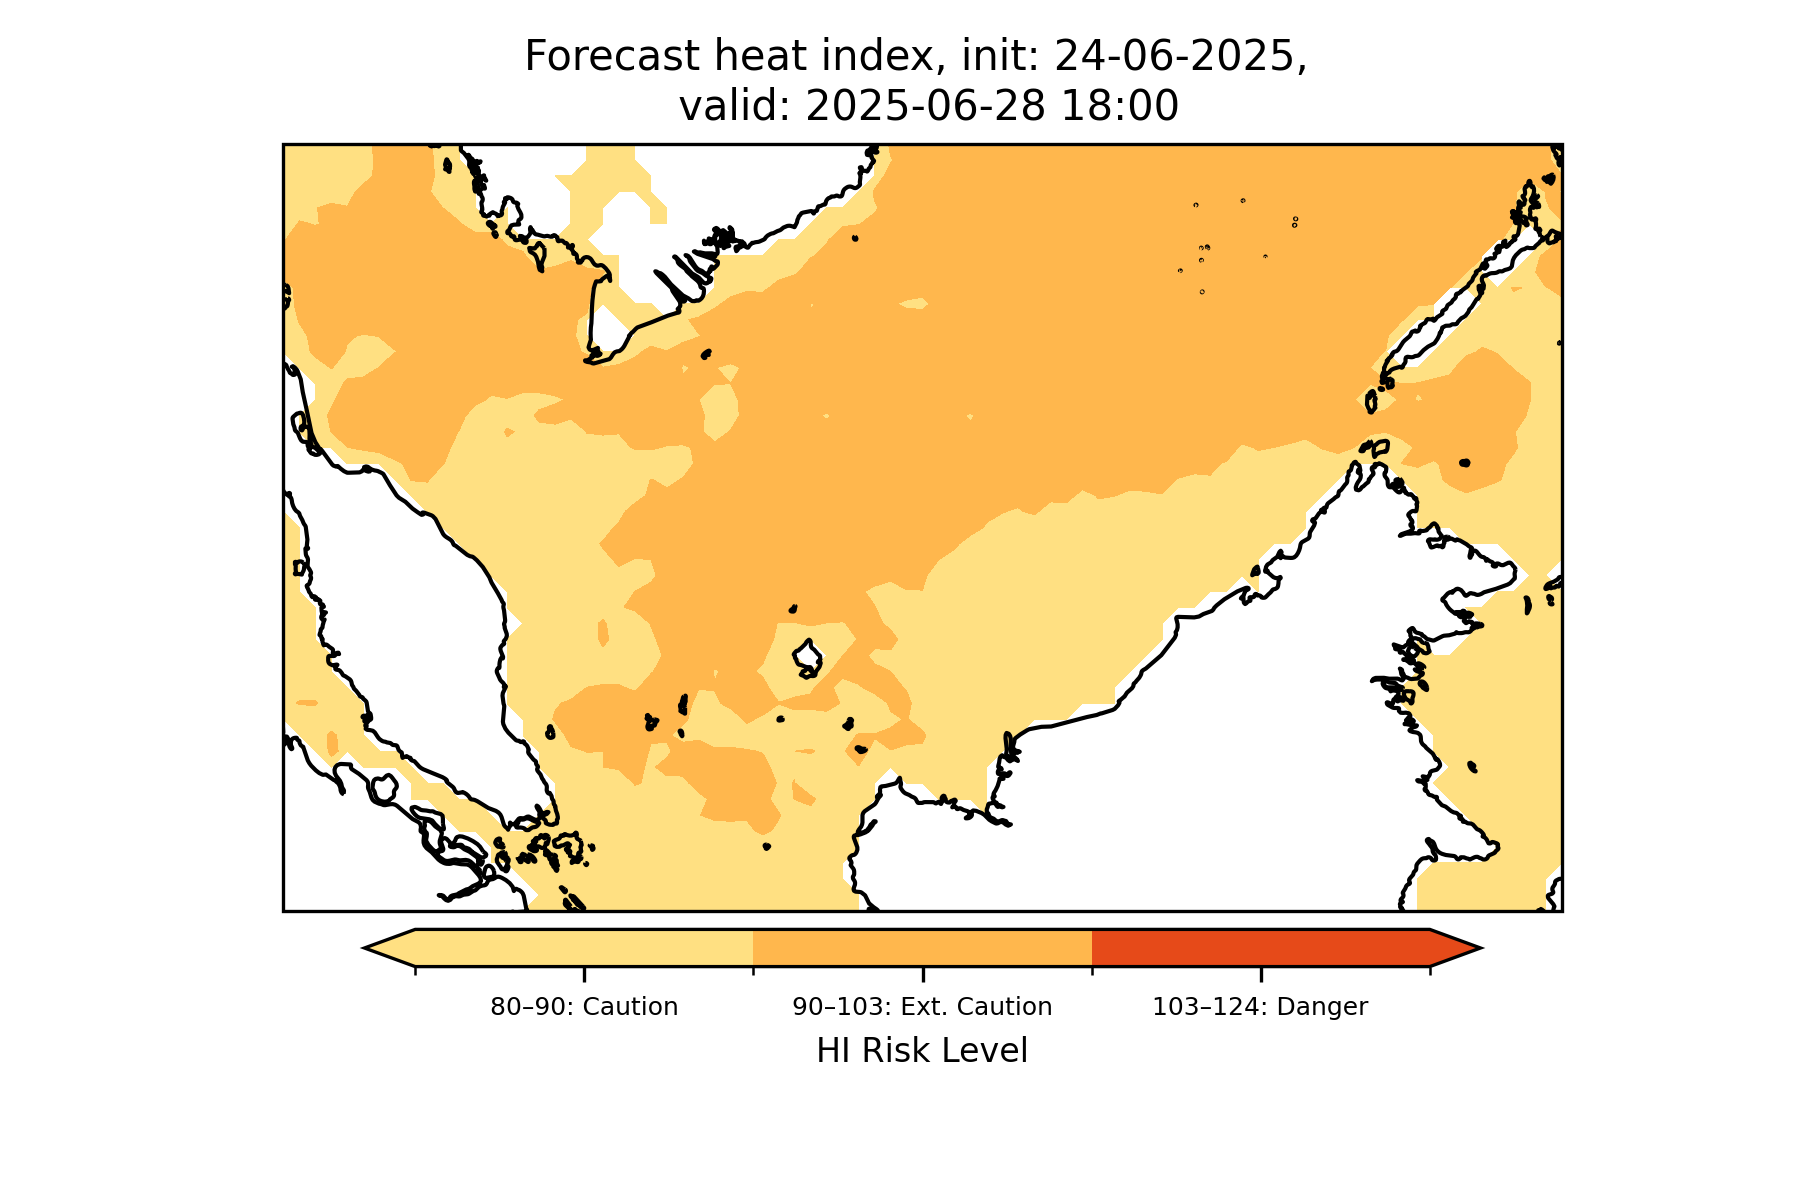 Forecast heat index, init: 24-06-2025,
valid: 2025-06-28 18:00
80–90: Caution
90–103: Ext. Caution
103–124: Danger
HI Risk Level